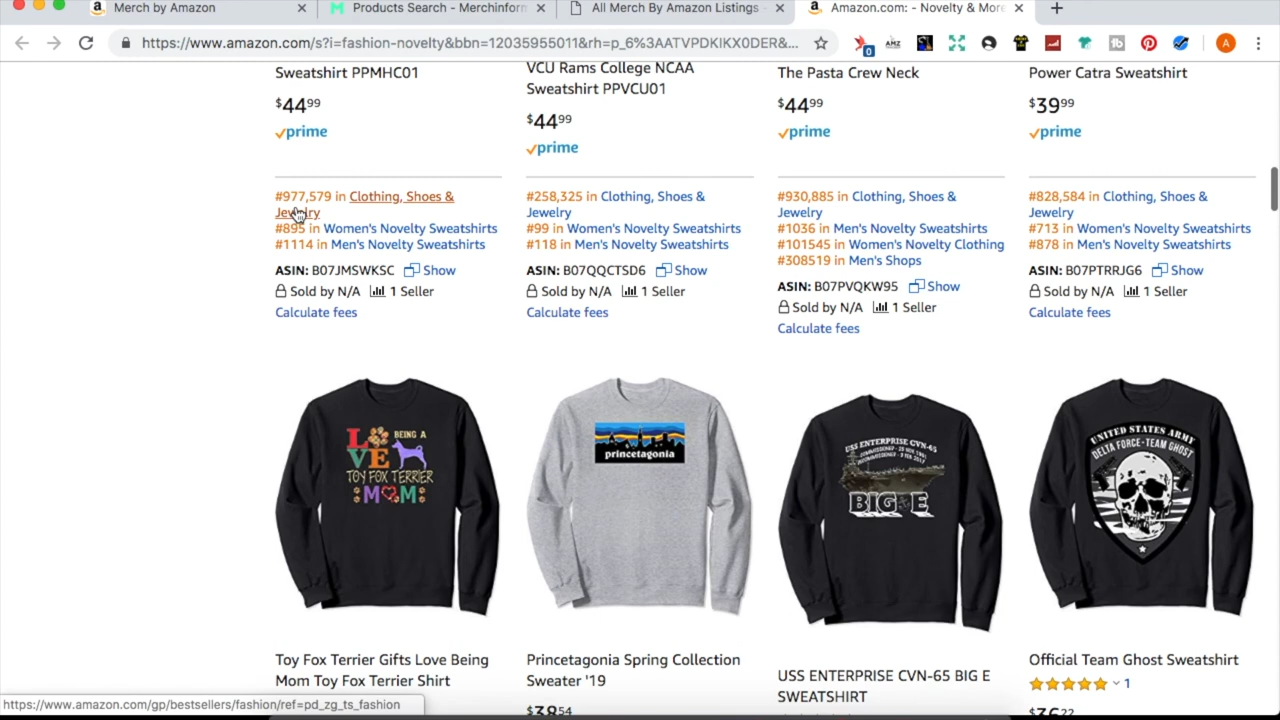 Merch by Amazon
Products Search - Merchinform
All Merch By Amazon Listings -
Amazon.com: - Novelty & More
https://www.amazon.com/s?i=fashion-novelty&bbn=12035955011&rh=p_6%3AATVPDKIKX0DER&...
0
AMZ
A
Sweatshirt PPMHC01
$44.99
prime
#977,579 in Clothing, Shoes &
Jewelry
#895 in Women's Novelty Sweatshirts
#1114 in Men's Novelty Sweatshirts
ASIN: B07JMSWKSC Show
Sold by N/A 1 Seller
Calculate fees
VCU Rams College NCAA
Sweatshirt PPVCU01
$44.99
prime
#258,325 in Clothing, Shoes &
Jewelry
#99 in Women's Novelty Sweatshirts
#118 in Men's Novelty Sweatshirts
ASIN: B07QQCTSD6 Show
Sold by N/A 1 Seller
Calculate fees
The Pasta Crew Neck
$44.99
prime
#930,885 in Clothing, Shoes &
Jewelry
#1036 in Men's Novelty Sweatshirts
#101545 in Women's Novelty Clothing
#308519 in Men's Shops
ASIN: B07PVQKW95 Show
Sold by N/A 1 Seller
Calculate fees
Power Catra Sweatshirt
$39.99
prime
#828,584 in Clothing, Shoes &
Jewelry
#713 in Women's Novelty Sweatshirts
#878 in Men's Novelty Sweatshirts
ASIN: B07PTRRJG6 Show
Sold by N/A 1 Seller
Calculate fees
LOVE BEING A
TOY FOX TERRIER
MOM
Toy Fox Terrier Gifts Love Being
Mom Toy Fox Terrier Shirt
princetagonia
Princetagonia Spring Collection
Sweater '19
$38.54
USS ENTERPRISE CVN-65
BIG E
USS ENTERPRISE CVN-65 BIG E
SWEATSHIRT
UNITED STATES ARMY
DELTA FORCE - TEAM GHOST
Official Team Ghost Sweatshirt
1
$36.22
https://www.amazon.com/gp/bestsellers/fashion/ref=pd_zg_ts_fashion